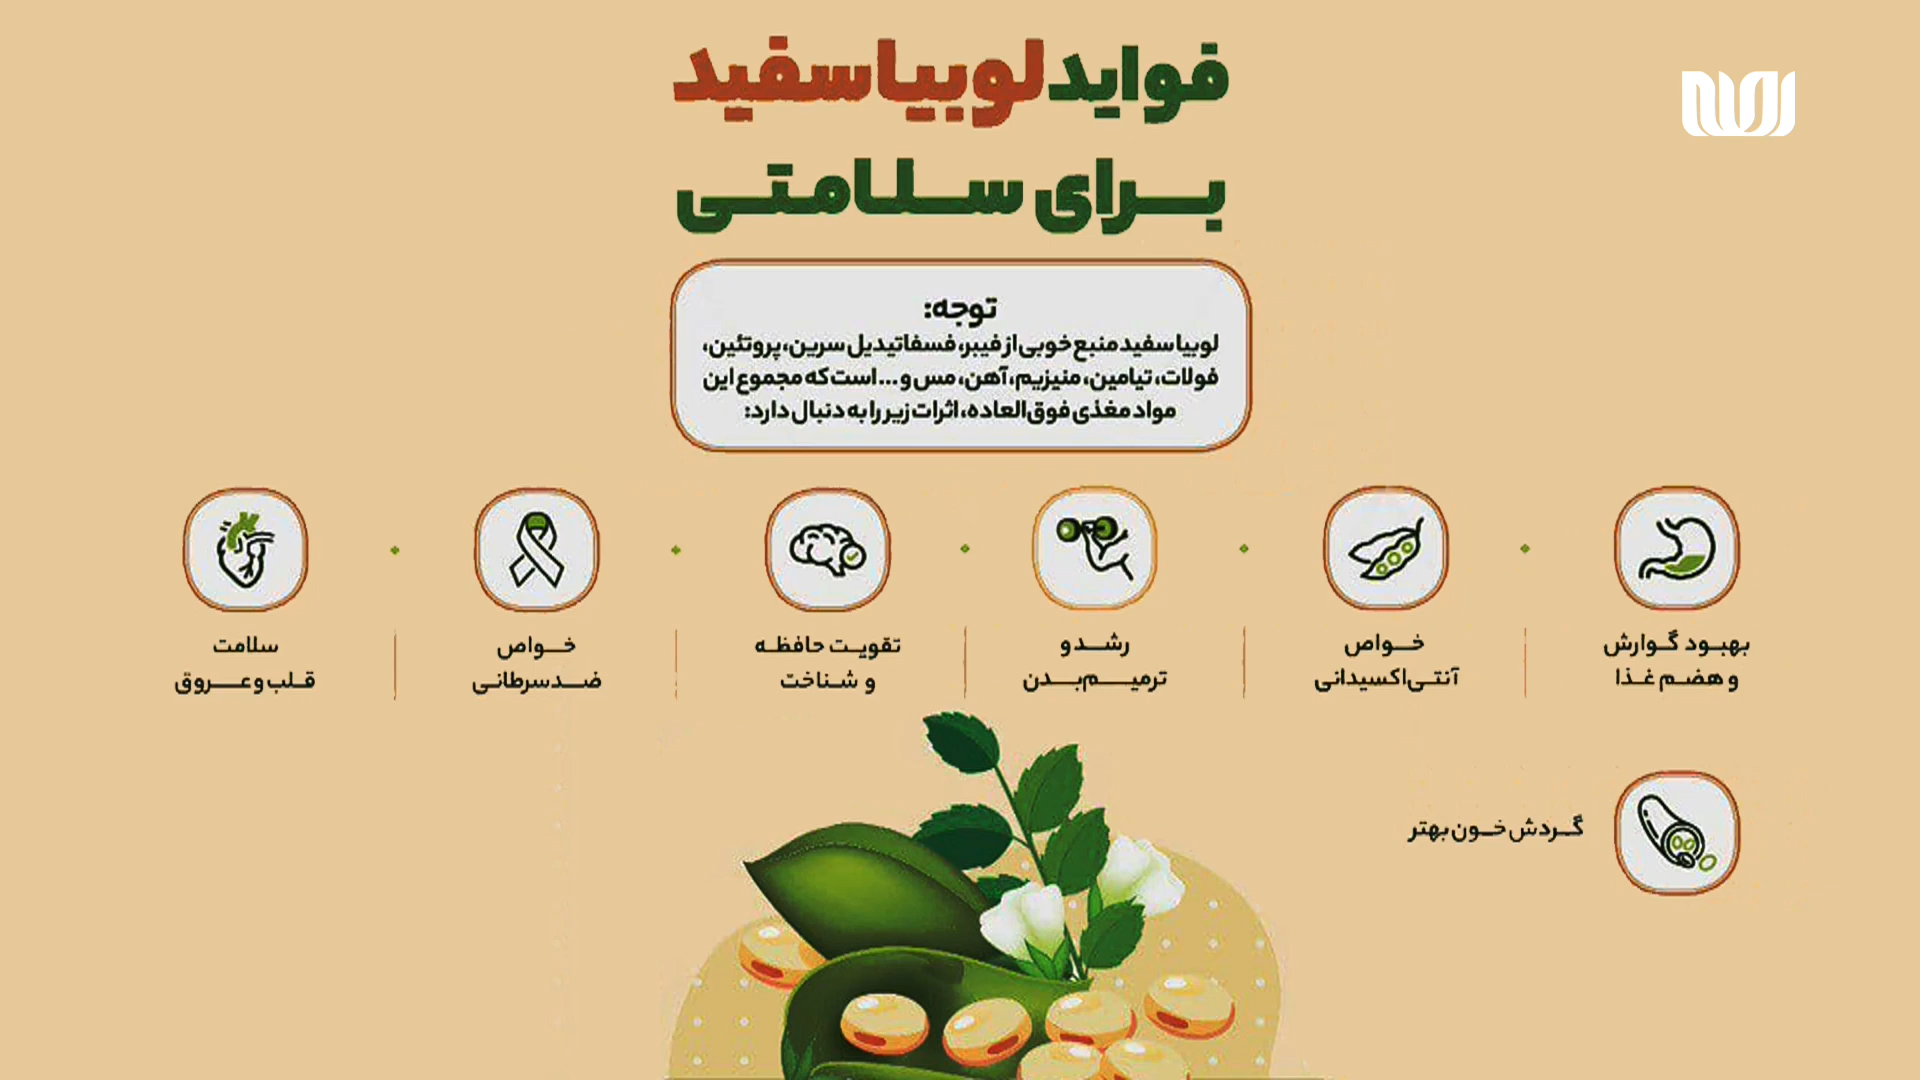 فواید لوبیا سفید
برای سلامتی
توجه:
لوبیا سفید منبع خوبی از فیبر، فسفاتیدیل سرین، پروتئین،
فولات، تیامین، منیزیم، آهن، مس و... است که مجموع این
مواد مغذی فوق‌العاده، اثرات زیر را به دنبال دارد:
بهبود گوارش
و هضم غذا
خواص
آنتی‌اکسیدانی
رشد و
ترمیم بدن
تقویت حافظه
و شناخت
خواص
ضد سرطانی
سلامت
قلب و عروق
گردش خون بهتر